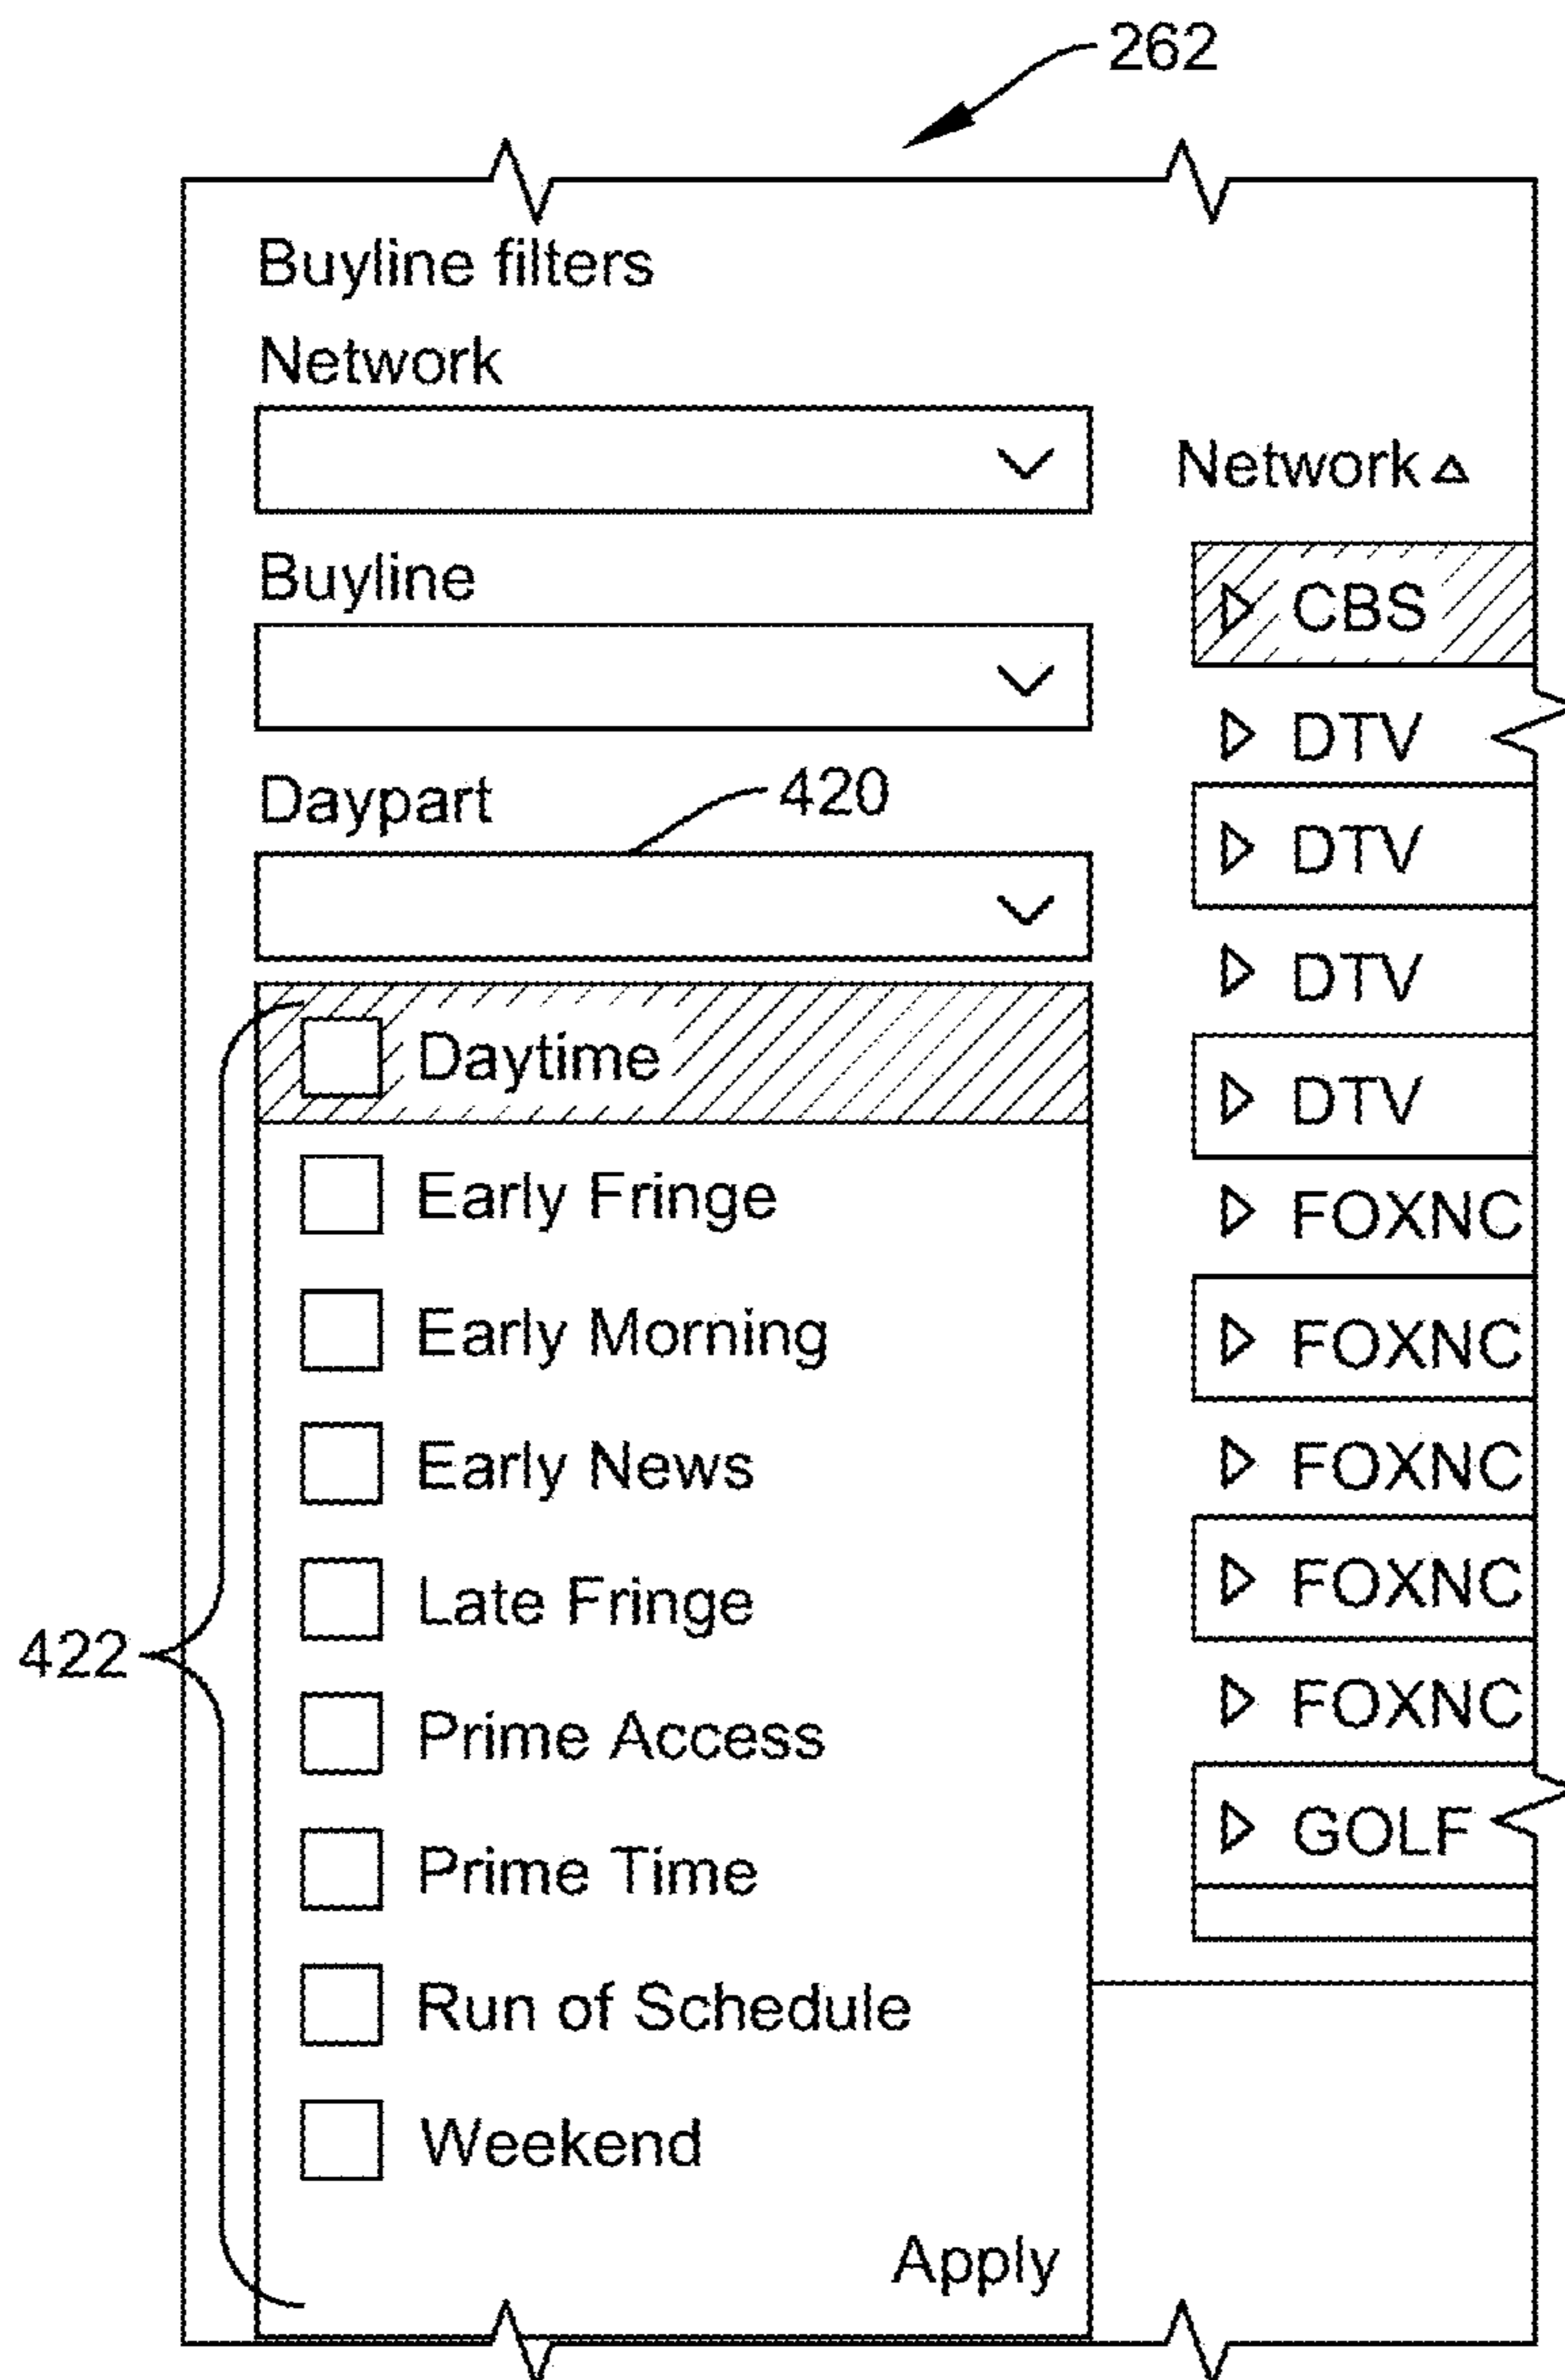 262
Buyline filters
Network
Buyline
Daypart
420
Daytime
Early Fringe
Early Morning
Early News
Late Fringe
Prime Access
Prime Time
Run of Schedule
Weekend
Apply
422
Network
CBS
DTV
DTV
DTV
DTV
FOXNC
FOXNC
FOXNC
FOXNC
FOXNC
GOLF